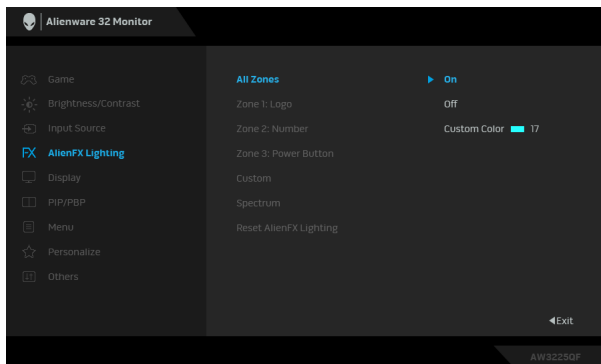 Alienware 32 Monitor
Game
Brightness/Contrast
Input Source
FX AlienFX Lighting
Display
PIP/PBP
Menu
Personalize
Others
All Zones
Zone 1: Logo
Zone 2: Number
Zone 3: Power Button
Custom
Spectrum
Reset AlienFX Lighting
On
Off
Custom Color 17
Exit
AW3225QF